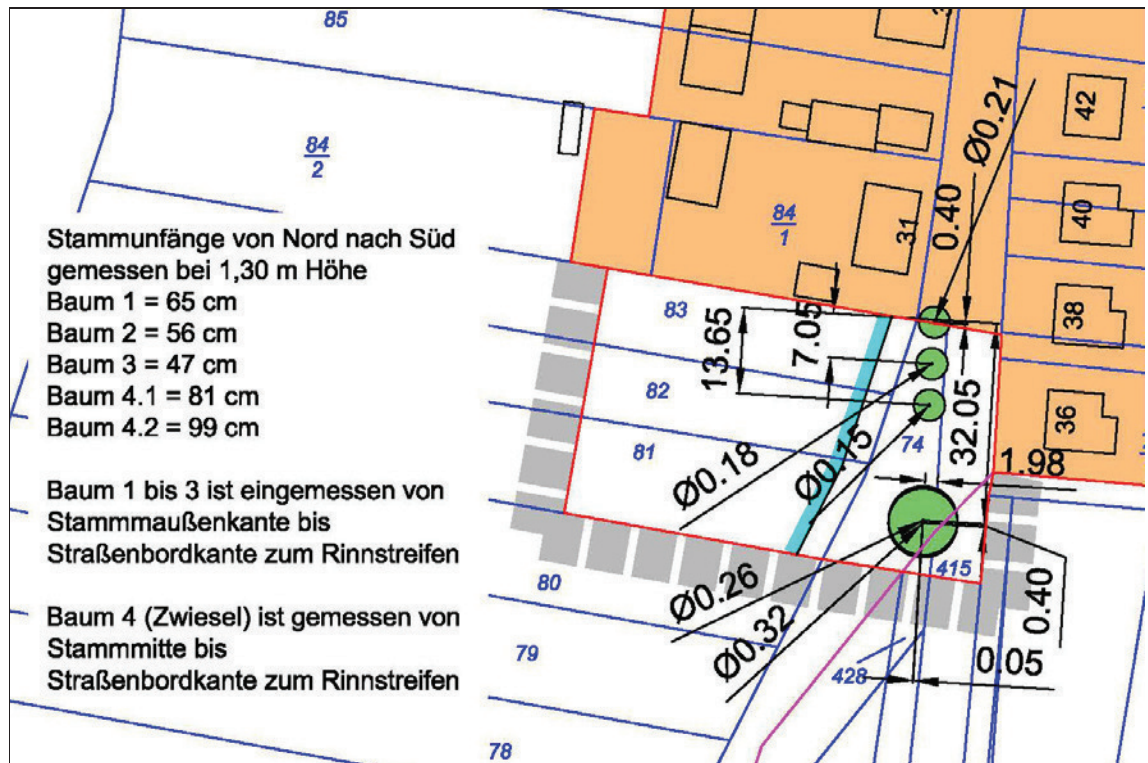 85
84
2
Stammunfänge von Nord nach Süd
gemessen bei 1,30 m Höhe
Baum 1 = 65 cm
Baum 2 = 56 cm
Baum 3 = 47 cm
Baum 4.1 = 81 cm
Baum 4.2 = 99 cm
Baum 1 bis 3 ist eingemessen von
Stammmaußenkante bis
Straßenbordkante zum Rinnstreifen
Baum 4 (Zwiesel) ist gemessen von
Stammmitte bis
Straßenbordkante zum Rinnstreifen
84
1
31
0.40
Ø0.21
42
40
38
36
83
82
81
80
79
78
13.65
7.05
74
32.05
1.98
Ø0.18
Ø0.15
Ø0.26
Ø0.32
415
428
0.40
0.05